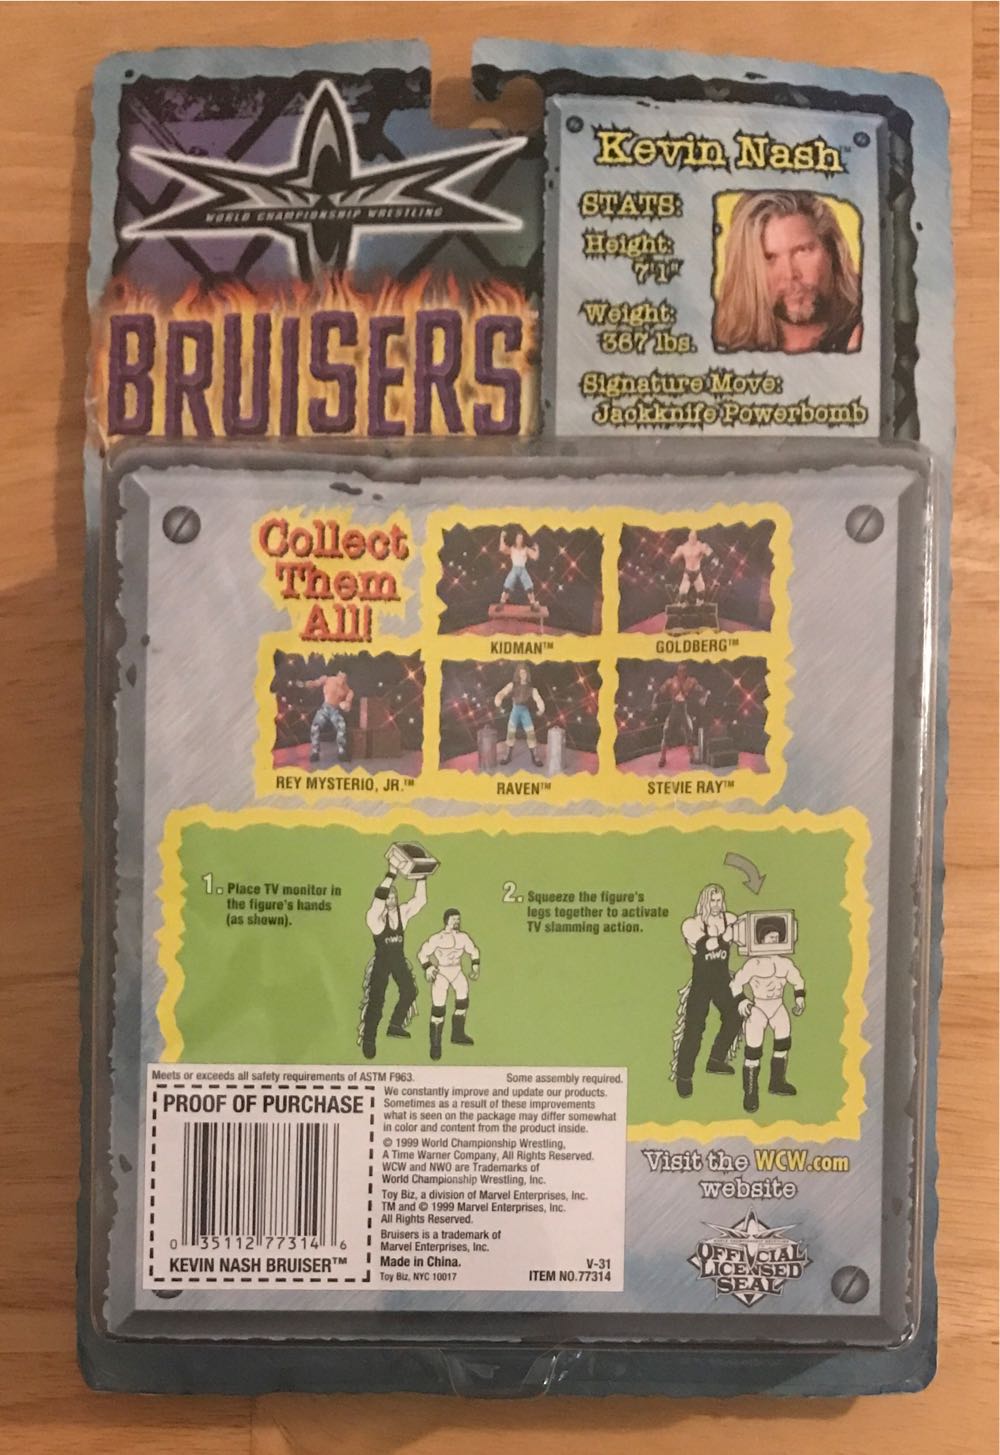 WORLD CHAMPIONSHIP WRESTLING
BRUISERS
Kevin Nash™
STATS:
Height:
7'1"
Weight:
367 lbs.
Signature Move:
Jackknife Powerbomb
Collect
Them
All!
KIDMAN™
GOLDBERG™
REY MYSTERIO, JR.™
RAVEN™
STEVIE RAY™
1. Place TV monitor in
the figure's hands
(as shown).
nWo
2. Squeeze the figure's
legs together to activate
TV slamming action.
nWo
Meets or exceeds all safety requirements of ASTM F963.
Some assembly required.
PROOF OF PURCHASE
0 35112 77314 6
KEVIN NASH BRUISER™
We constantly improve and update our products.
Sometimes as a result of these improvements
what is seen on the package may differ somewhat
in color and content from the product inside.
© 1999 World Championship Wrestling,
A Time Warner Company, All Rights Reserved.
WCW and NWO are Trademarks of
World Championship Wrestling, Inc.
Toy Biz, a division of Marvel Enterprises, Inc.
TM and © 1999 Marvel Enterprises, Inc.
All Rights Reserved.
Bruisers is a trademark of
Marvel Enterprises, Inc.
Made in China.
Toy Biz, NYC 10017
V-31
ITEM NO.77314
Visit the WCW.com
website
WORLD CHAMPIONSHIP WRESTLING
OFFICIAL
LICENSED
SEAL